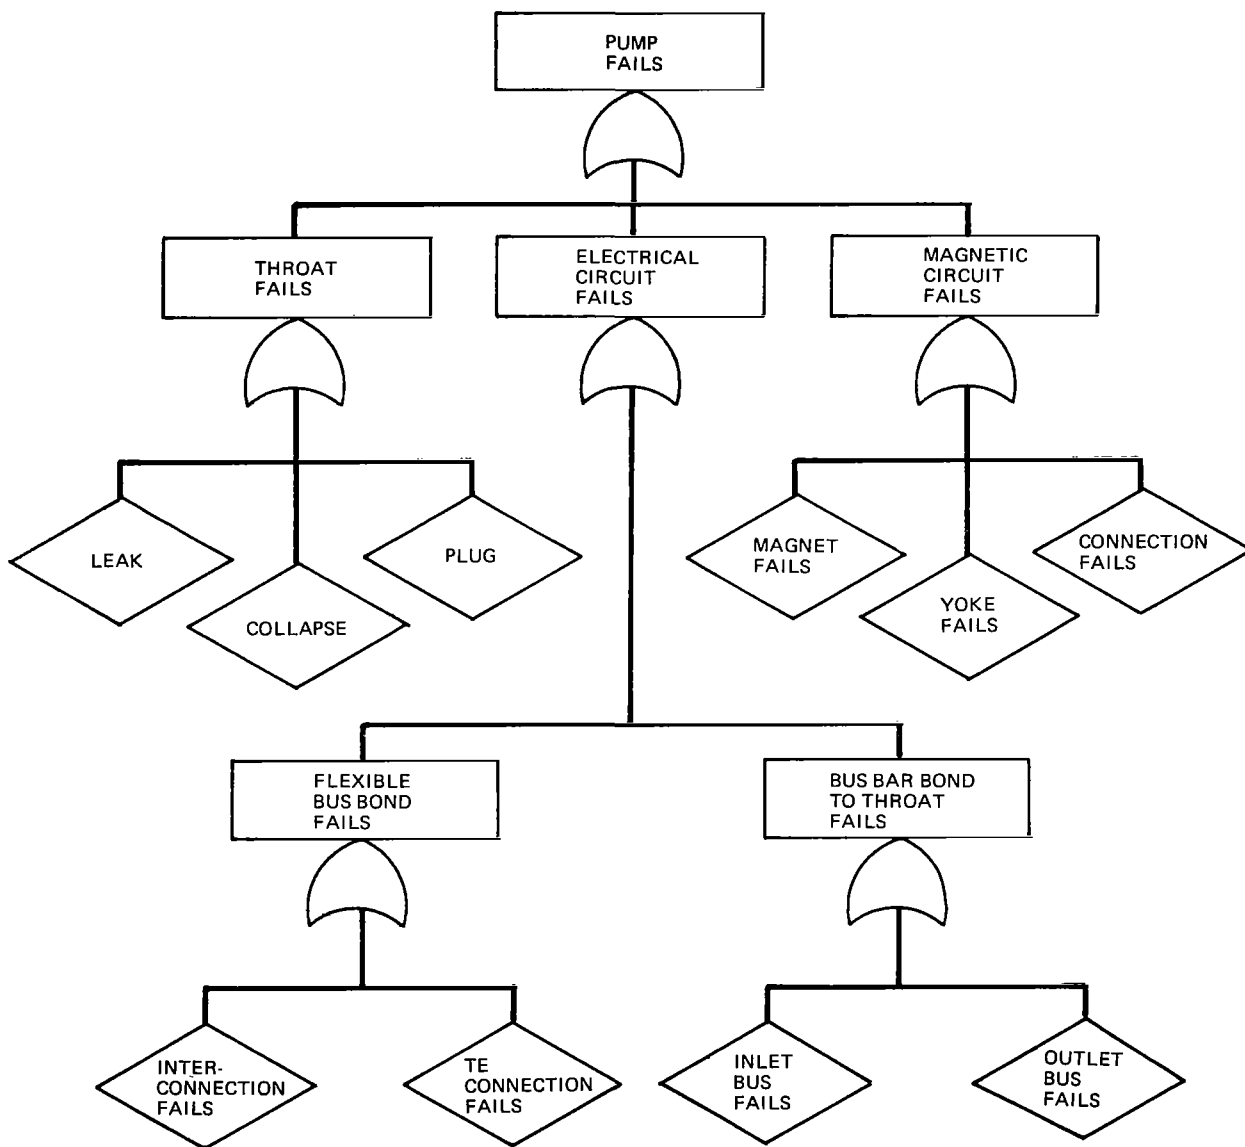 PUMP
FAILS
THROAT
FAILS
ELECTRICAL
CIRCUIT
FAILS
MAGNETIC
CIRCUIT
FAILS
LEAK
COLLAPSE
PLUG
MAGNET
FAILS
YOKE
FAILS
CONNECTION
FAILS
FLEXIBLE
BUS BOND
FAILS
BUS BAR BOND
TO THROAT
FAILS
INTER-
CONNECTION
FAILS
TE
CONNECTION
FAILS
INLET
BUS
FAILS
OUTLET
BUS
FAILS